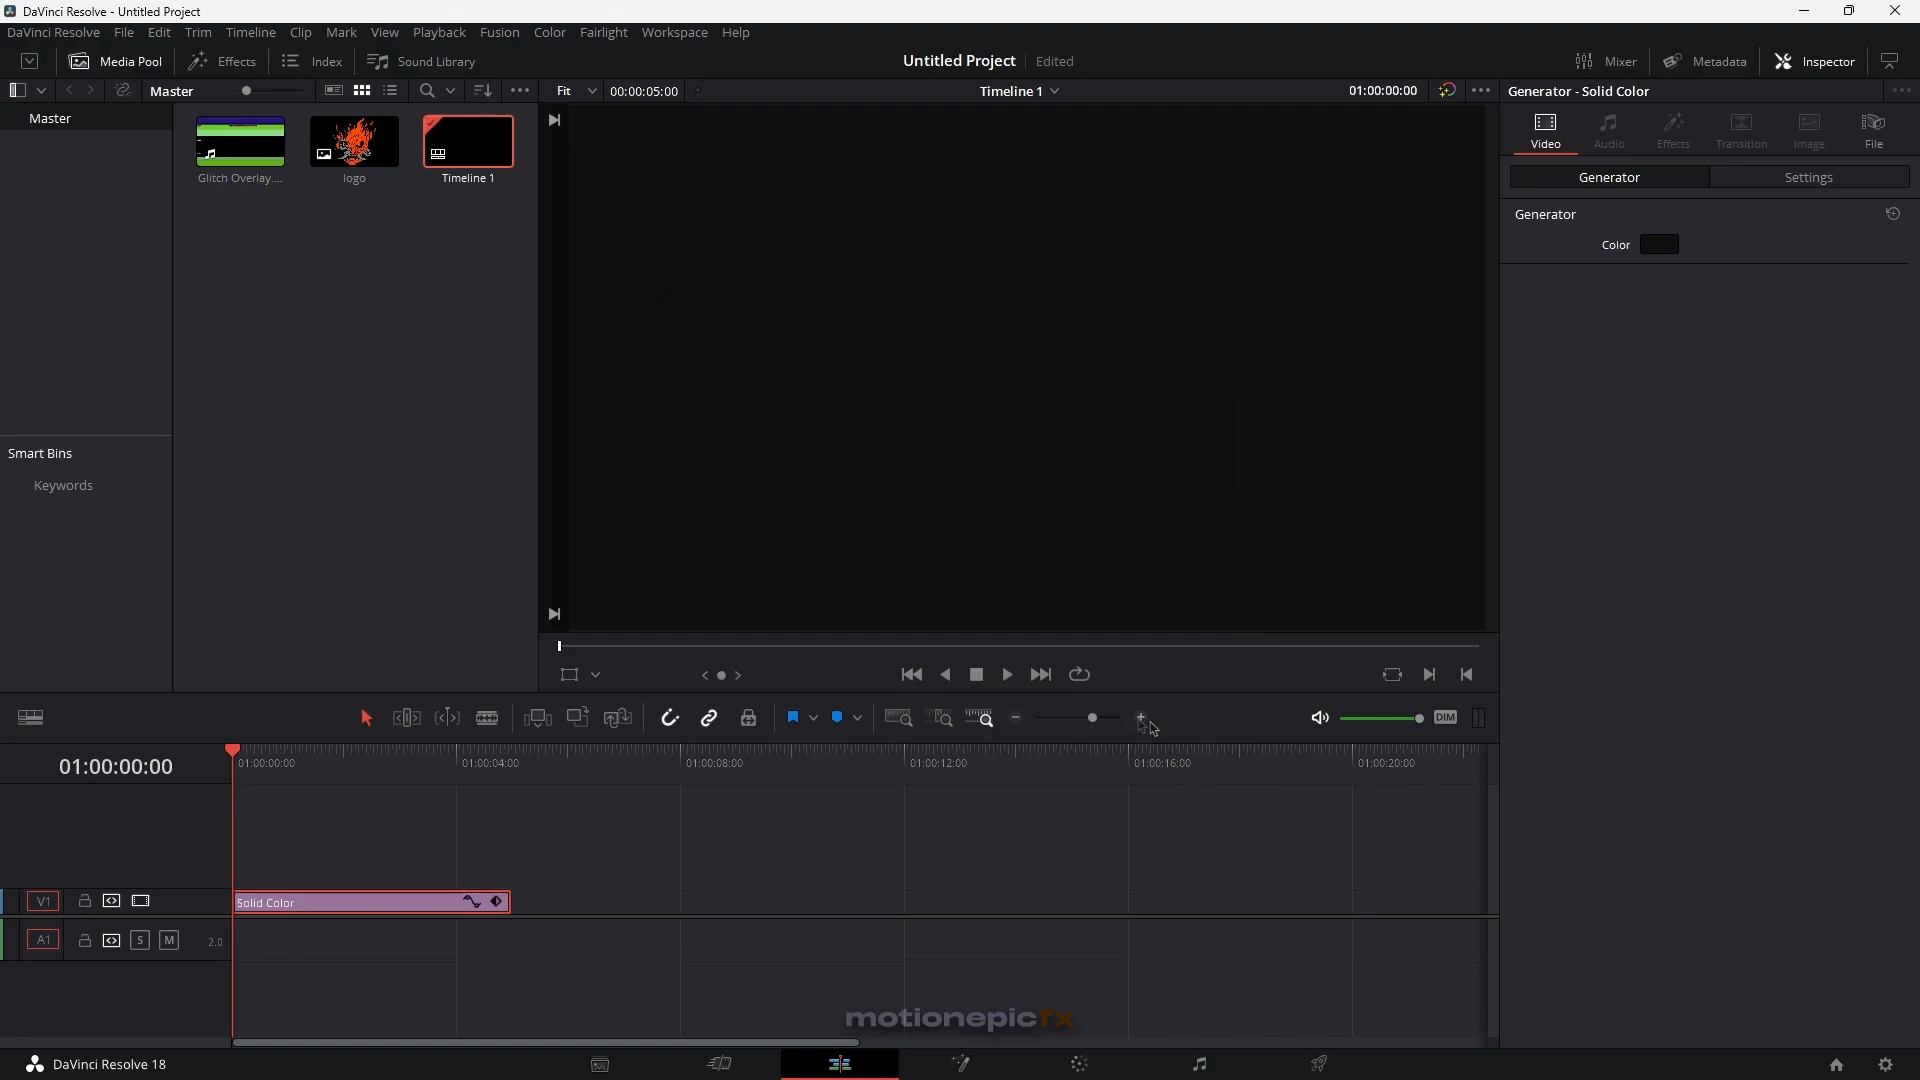 DaVinci Resolve - Untitled Project
DaVinci Resolve File Edit Trim Timeline Clip Mark View Playback Fusion Color Fairlight Workspace Help
Media Pool Effects Index Sound Library Untitled Project Edited Mixer Metadata Inspector
Master Fit 00:00:05:00 Timeline 1 01:00:00:00 Generator - Solid Color
Master
Glitch Overlay.... logo Timeline 1
Video Audio Effects Transition Image File
Generator Settings
Generator
Color
Smart Bins
Keywords
DIM
01:00:00:00 01:00:00:00 01:00:04:00 01:00:08:00 01:00:12:00 01:00:16:00 01:00:20:00
V1 Solid Color
A1 S M 2.0
motionepicfx
DaVinci Resolve 18